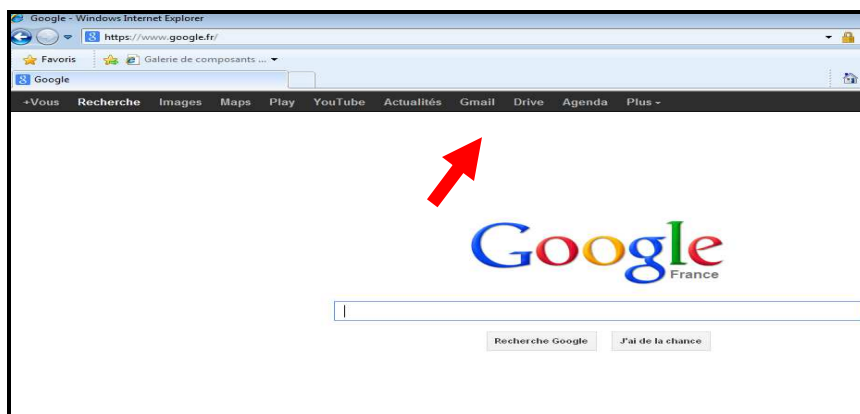 Google - Windows Internet Explorer
https://www.google.fr/
Favoris Galerie de composants ...
Google
+Vous Recherche Images Maps Play YouTube Actualités Gmail Drive Agenda Plus
Google
France
Recherche Google J'ai de la chance